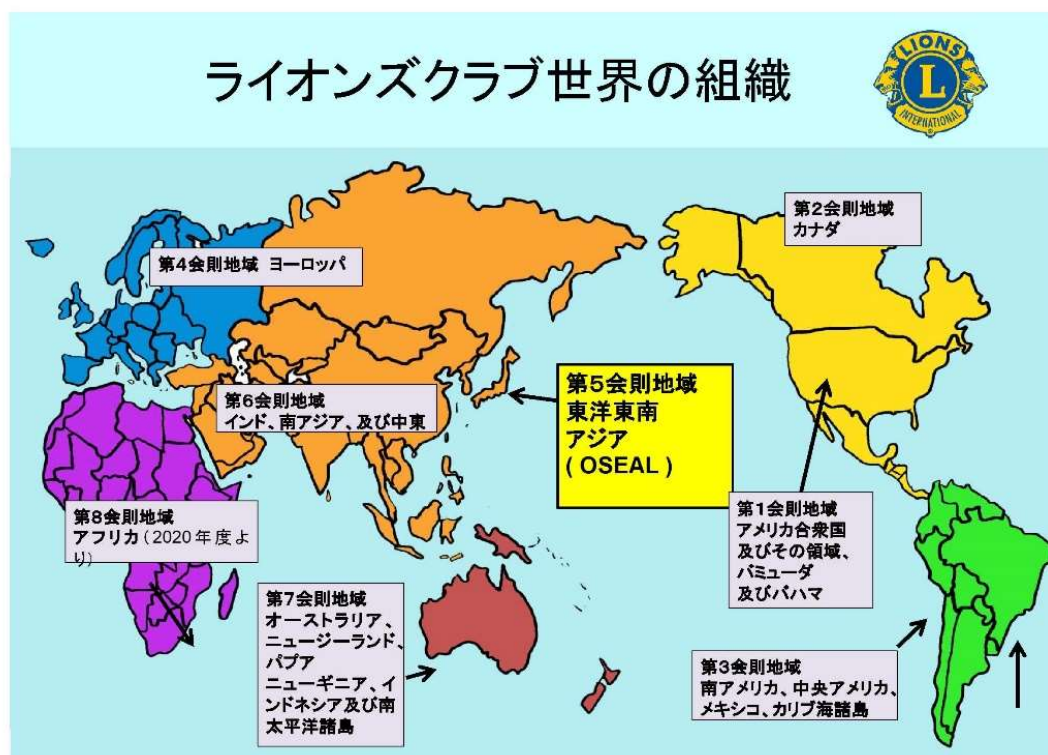 ライオンズクラブ世界の組織
LIONS
L
INTERNATIONAL
®
第2会則地域
カナダ
第4会則地域 ヨーロッパ
第5会則地域
東洋東南
アジア
( OSEAL )
第6会則地域
インド、南アジア、及び中東
第8会則地域
アフリカ(2020年度よ
り)
第1会則地域
アメリカ合衆国
及びその領域、
バミューダ
及びバハマ
第7会則地域
オーストラリア、
ニュージーランド、
パプア
ニューギニア、イ
ンドネシア及び南
太平洋諸島
第3会則地域
南アメリカ、中央アメリカ、
メキシコ、カリブ海諸島